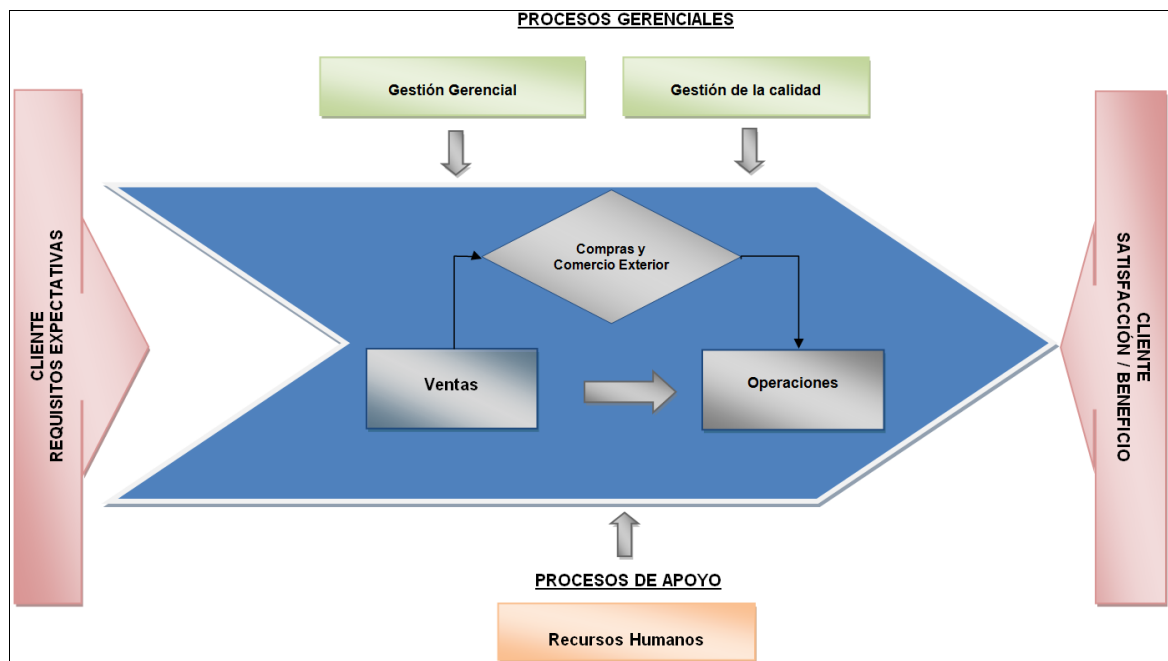 PROCESOS GERENCIALES
Gestión Gerencial
Gestión de la calidad
CLIENTE
REQUISITOS EXPECTATIVAS
Compras y
Comercio Exterior
Ventas
Operaciones
CLIENTE
SATISFACCIÓN / BENEFICIO
PROCESOS DE APOYO
Recursos Humanos